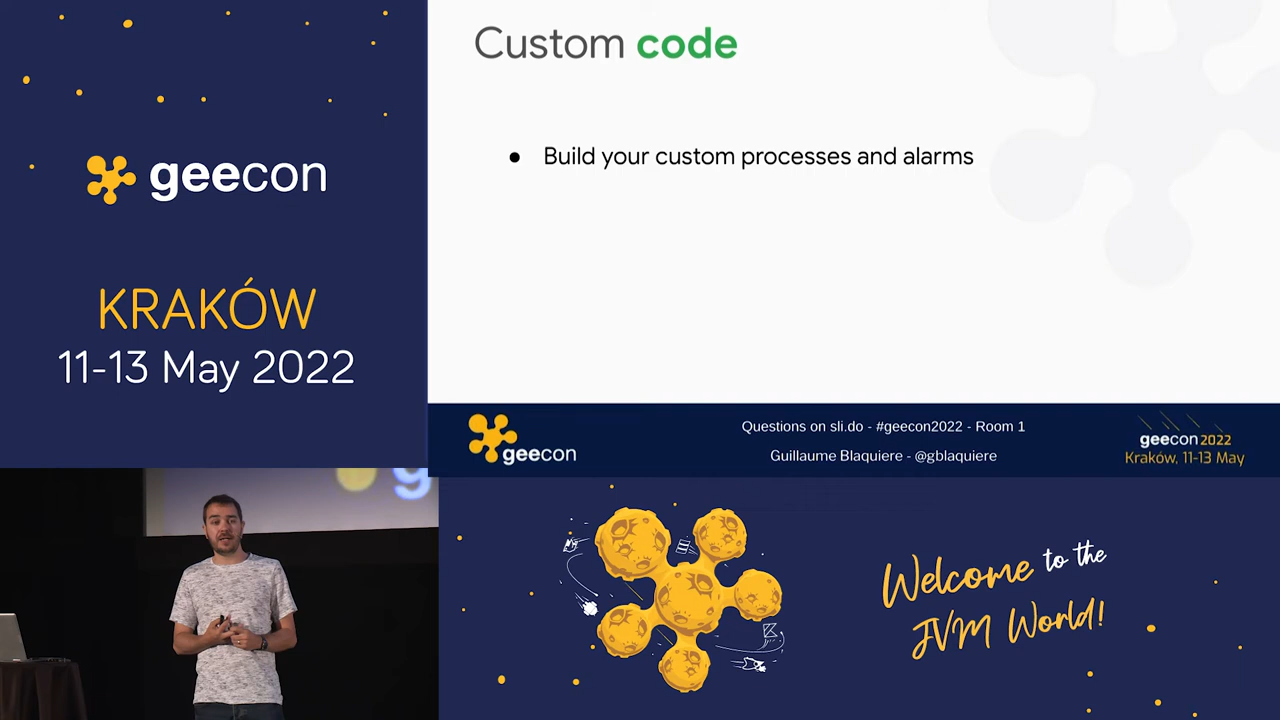 geecon
KRAKÓW
11-13 May 2022
Custom code
● Build your custom processes and alarms
geecon
Questions on sli.do - #geecon2022 - Room 1
Guillaume Blaquiere - @gblaquiere
geecon 2022
Kraków, 11-13 May
g
Welcome to the
JVM World!